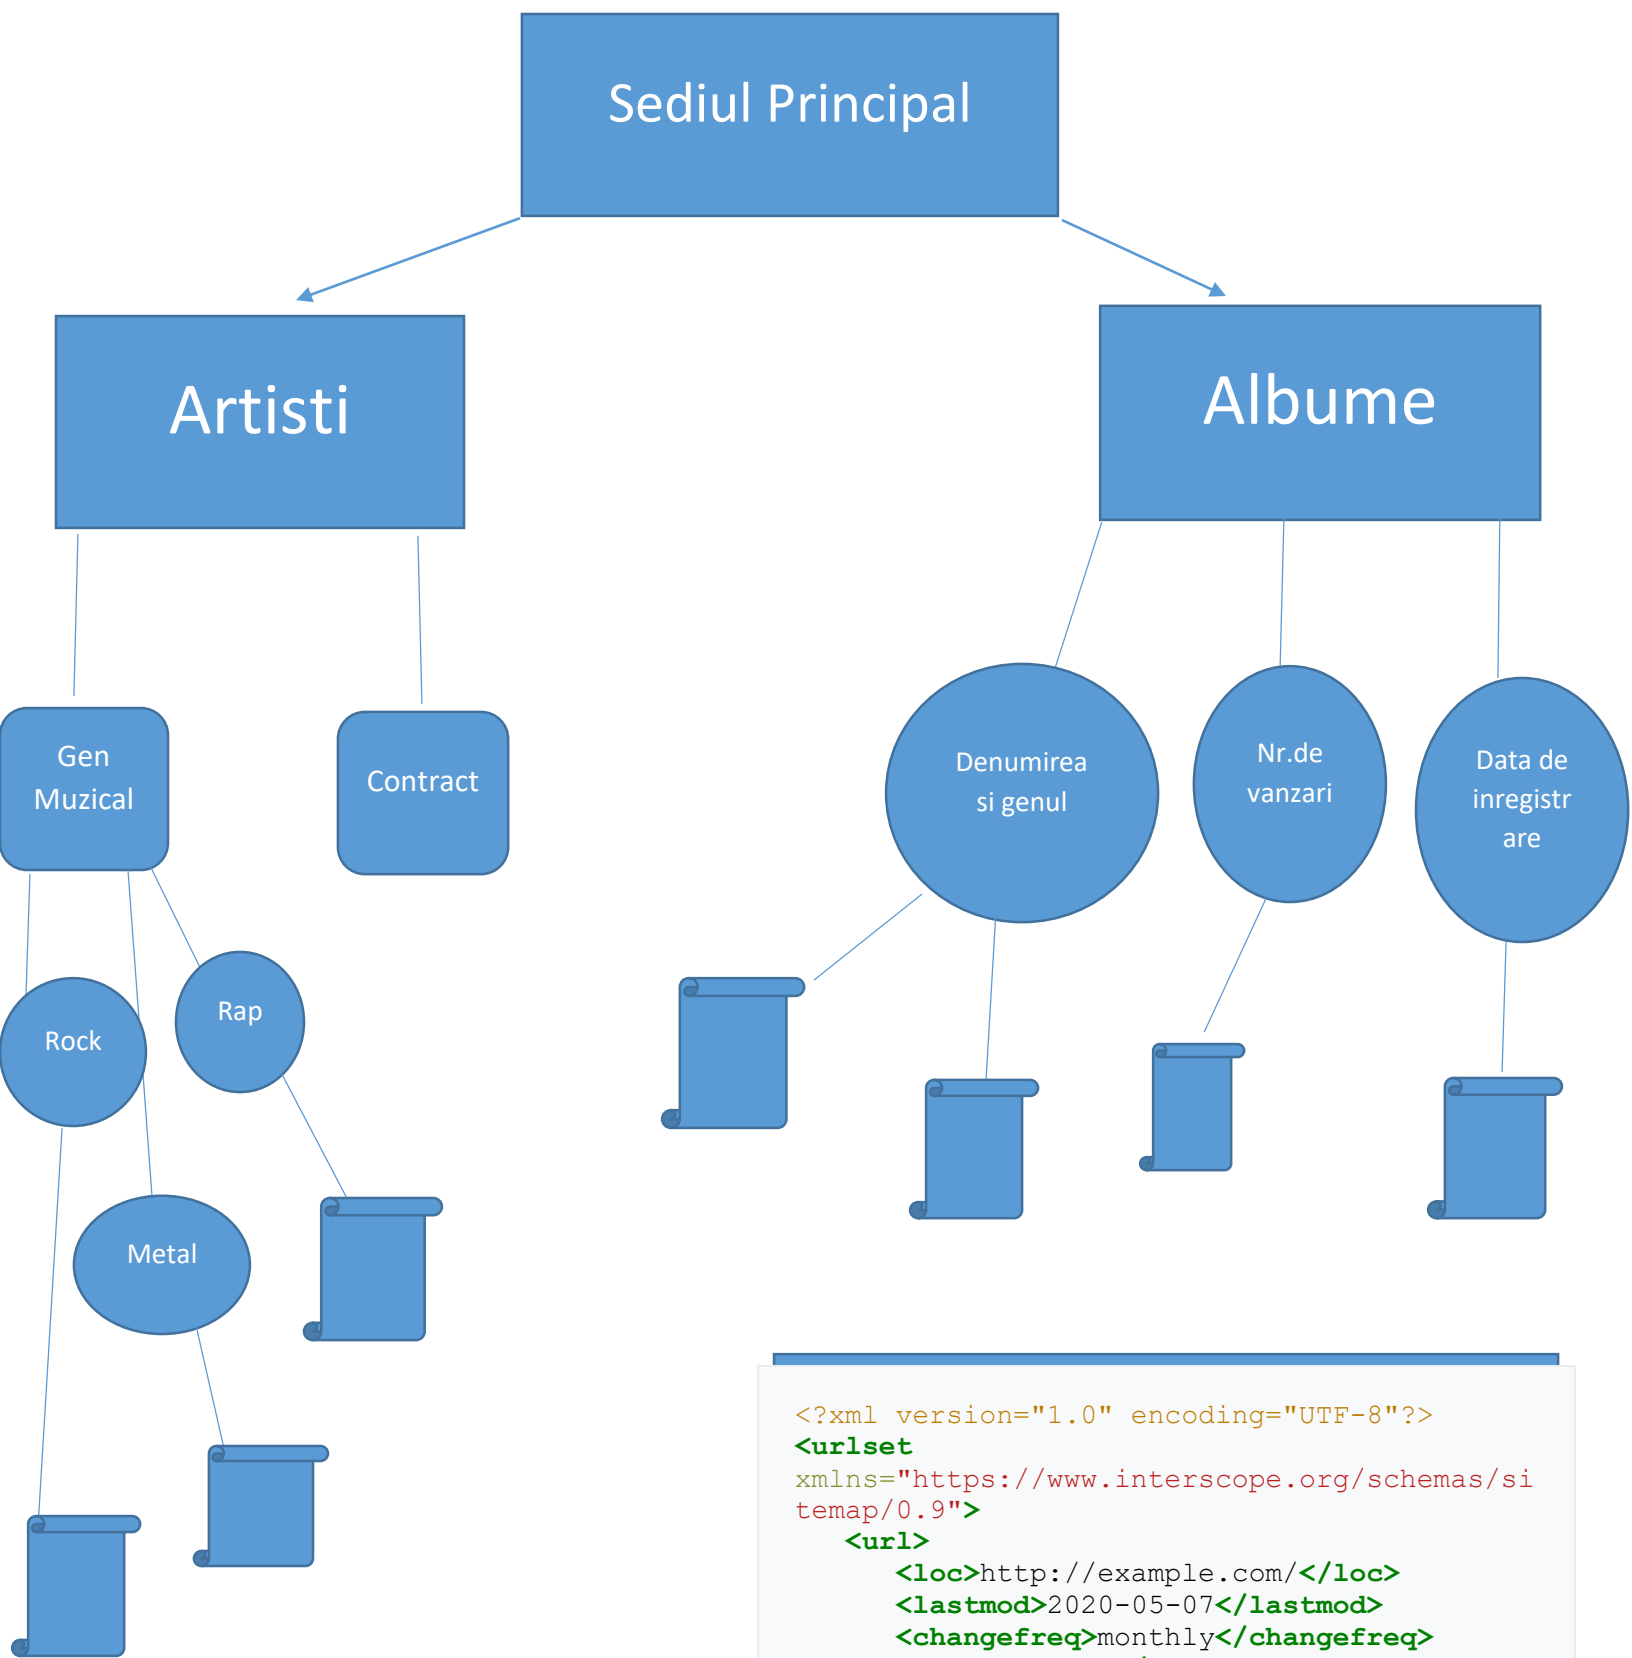 Sediul Principal
Artisti
Albume
Gen
Muzical
Contract
Denumirea
si genul
Nr.de
vanzari
Data de
inregistr
are
Rock
Rap
Metal
<?xml version="1.0" encoding="UTF-8"?>
<urlset
xmlns="https://www.interscope.org/schemas/si
temap/0.9">
<url>
<loc>http://example.com/</loc>
<lastmod>2020-05-07</lastmod>
<changefreq>monthly</changefreq>